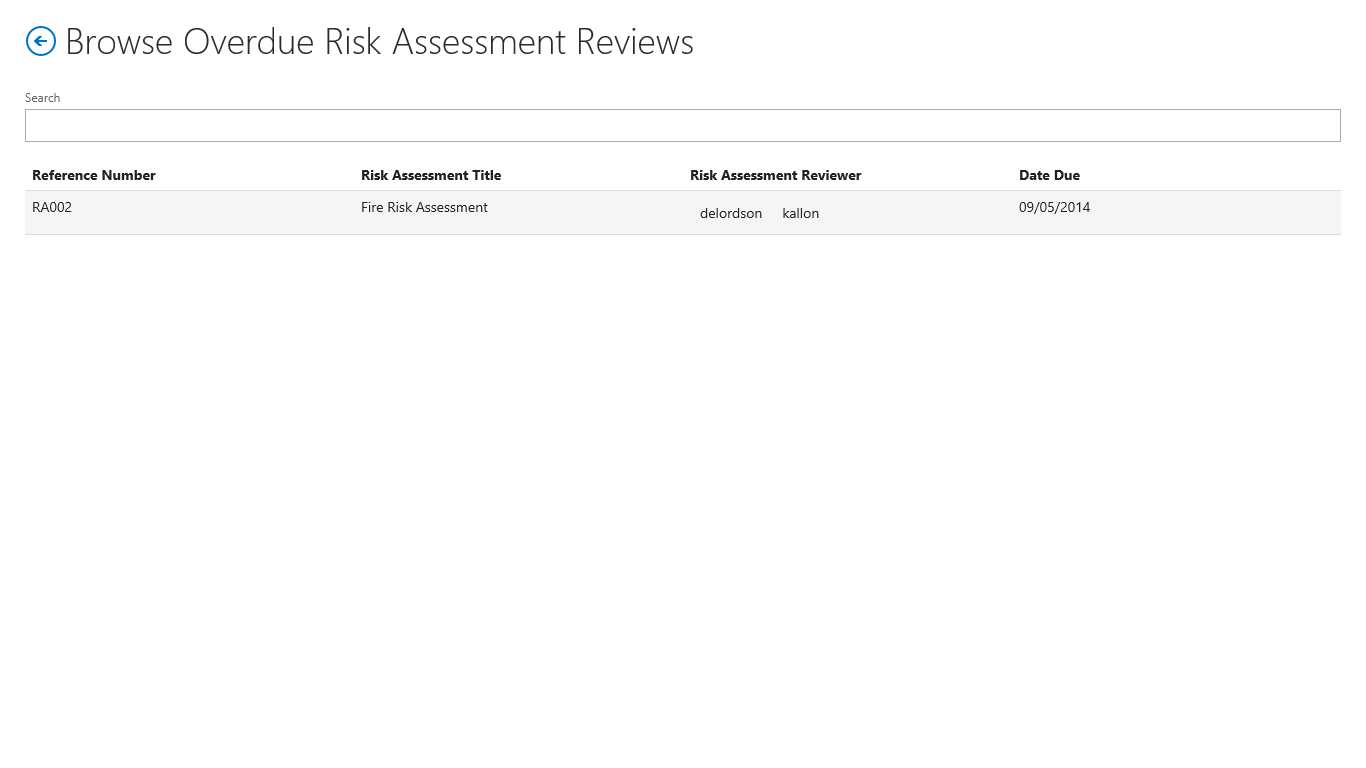 Browse Overdue Risk Assessment Reviews
Search
Reference Number Risk Assessment Title Risk Assessment Reviewer Date Due
RA002 Fire Risk Assessment delordson kallon 09/05/2014